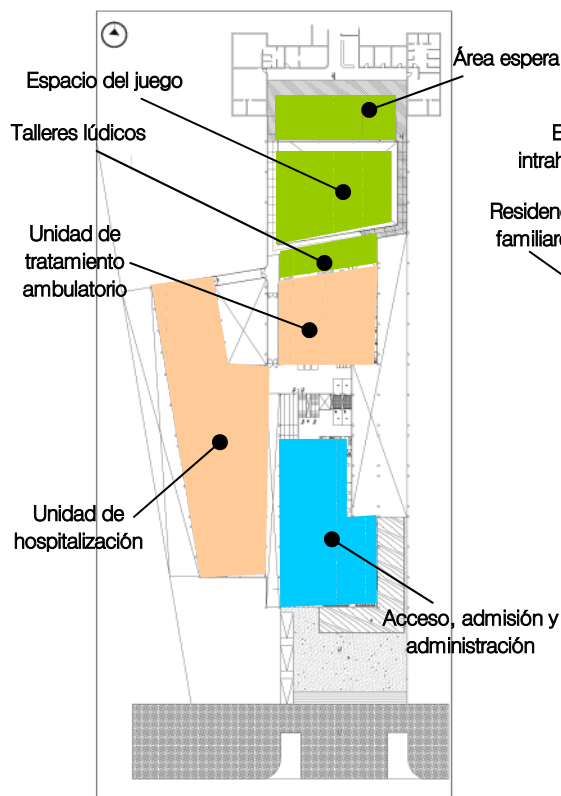 Área espera
Espacio del juego
Talleres lúdicos
Unidad de
tratamiento
ambulatorio
Unidad de
hospitalización
Acceso, admisión y
administración